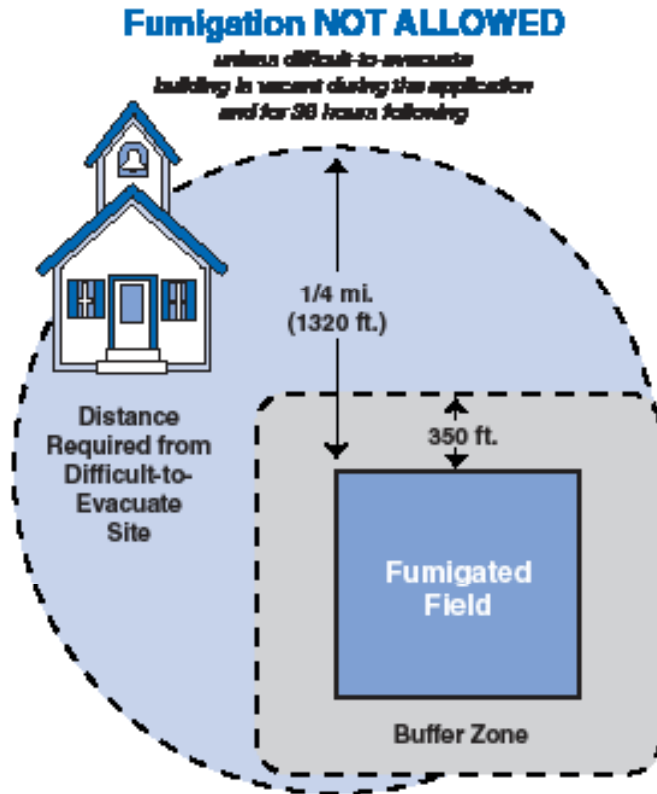 Fumigation NOT ALLOWED
unless difficult-to-evacuate
building is vacant during the application
and for 36 hours following
1/4 mi.
(1320 ft.)
350 ft.
Distance
Required from
Difficult-to-
Evacuate
Site
Fumigated
Field
Buffer Zone